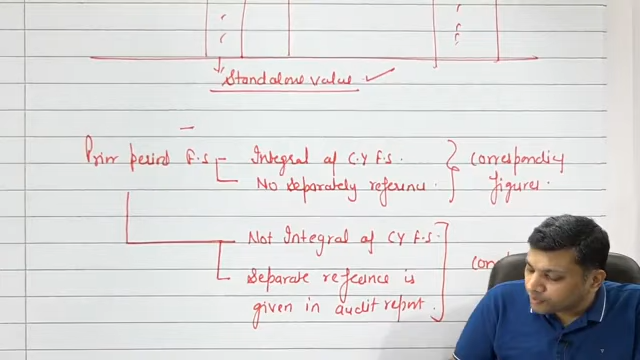 Standalone value
Prior period F.S
Integral of C.Y F.S.
No separately reference.
corresponding
figures.
Not Integral of CY F.S.
Separate reference is
given in audit report.